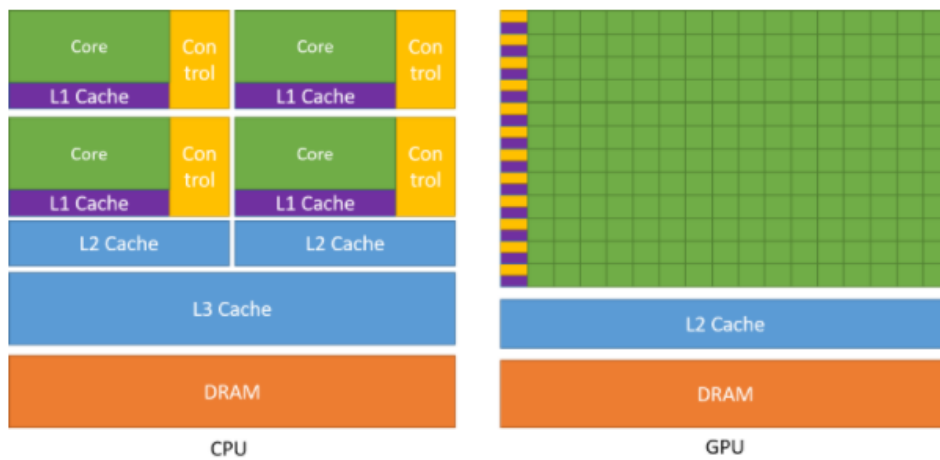 Core
Con
trol
L1 Cache
Core
Con
trol
L1 Cache
Core
Con
trol
L1 Cache
Core
Con
trol
L1 Cache
L2 Cache
L2 Cache
L3 Cache
DRAM
CPU
L2 Cache
DRAM
GPU